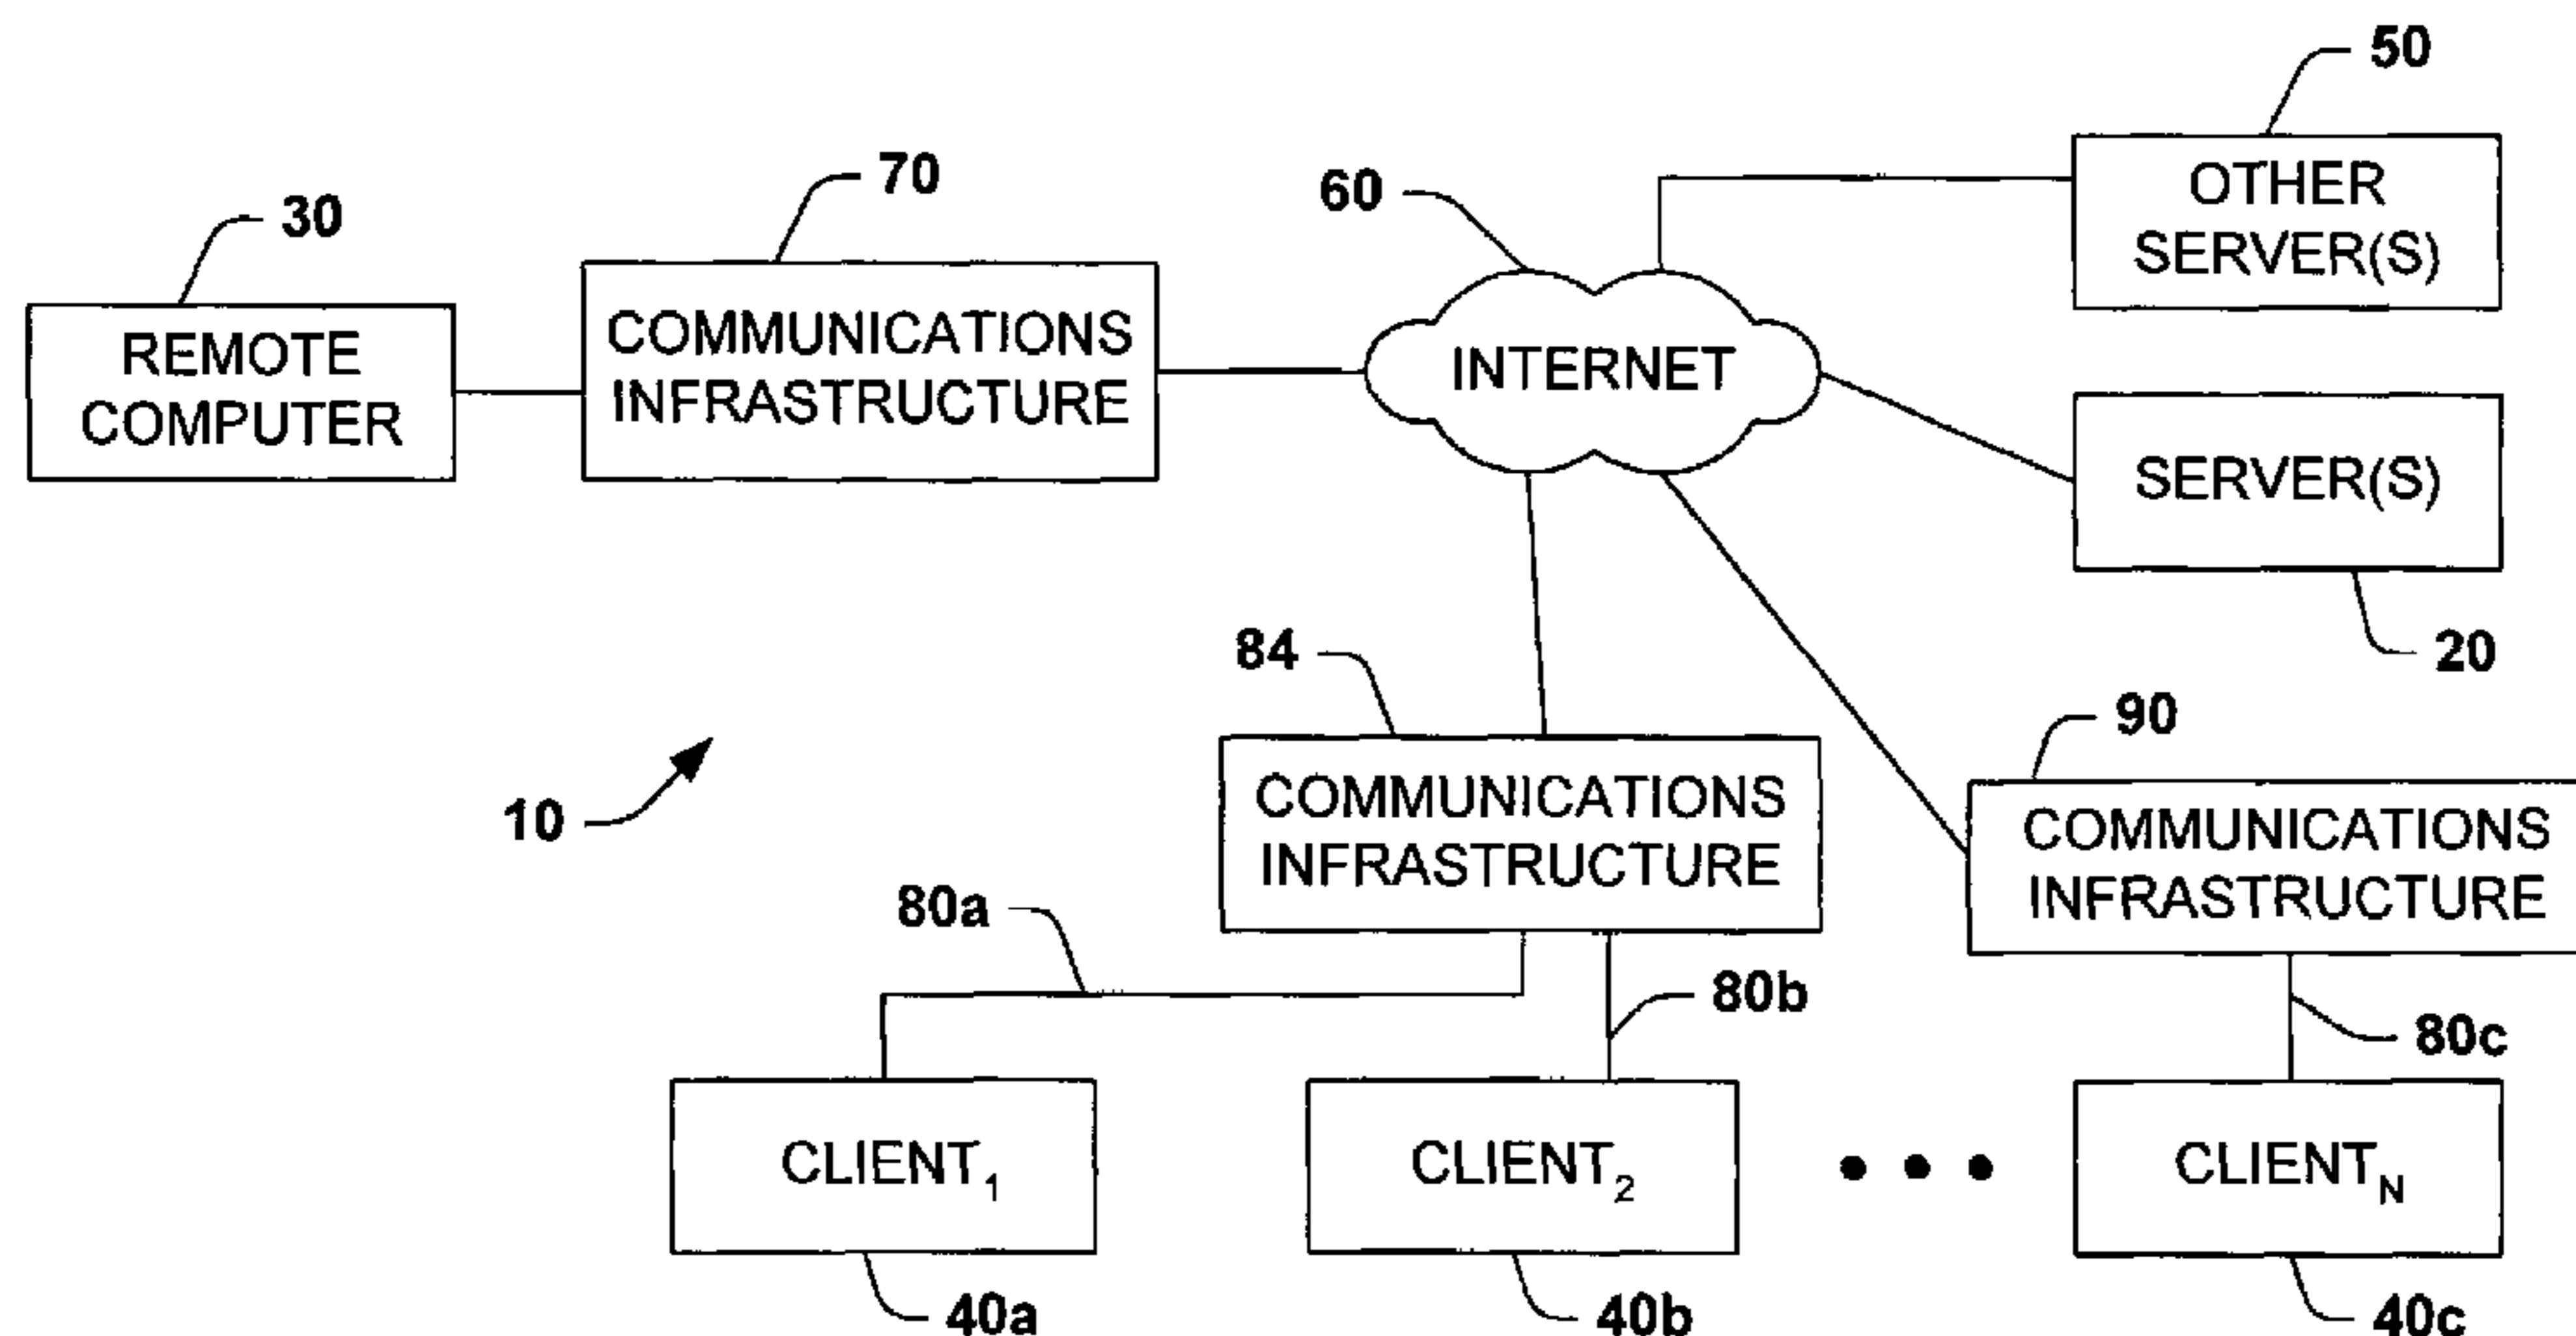 50
OTHER
SERVER(S)
70
60
30
COMMUNICATIONS
INFRASTRUCTURE
REMOTE
COMPUTER
INTERNET
SERVER(S)
20
84
90
10
COMMUNICATIONS
INFRASTRUCTURE
COMMUNICATIONS
INFRASTRUCTURE
80a
80b
80c
CLIENT1
CLIENT2
• • •
CLIENTN
40a
40b
40c